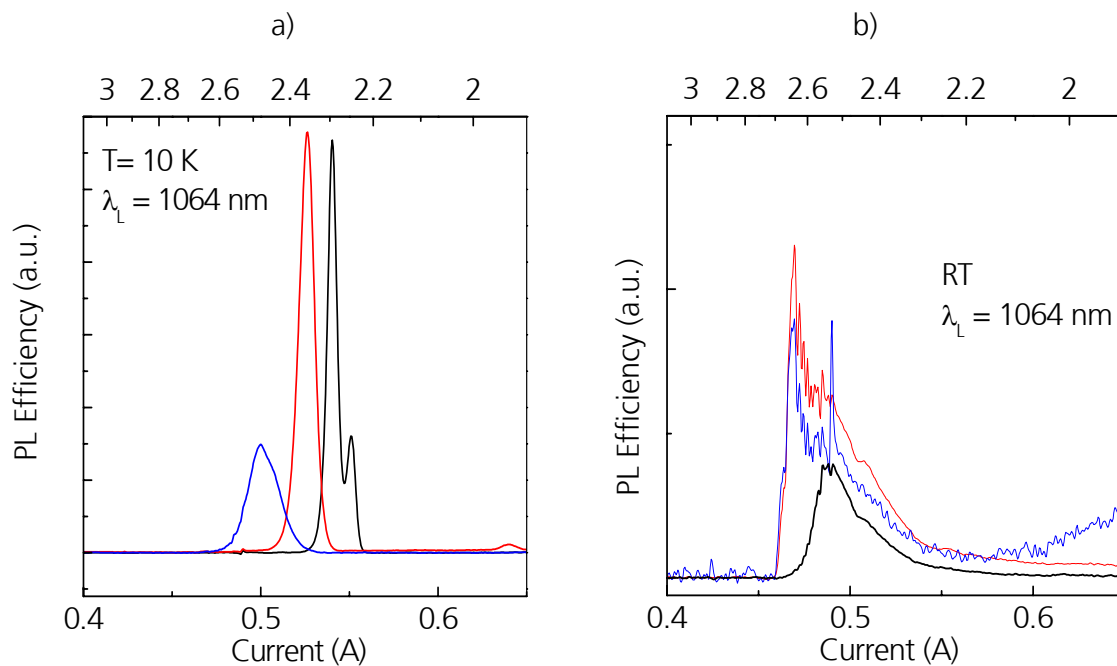 a)
3 2.8 2.6 2.4 2.2 2
T= 10 K
λL = 1064 nm
PL Efficiency (a.u.)
0.4 0.5 0.6
Current (A)
b)
3 2.8 2.6 2.4 2.2 2
RT
λL = 1064 nm
PL Efficiency (a.u.)
0.4 0.5 0.6
Current (A)